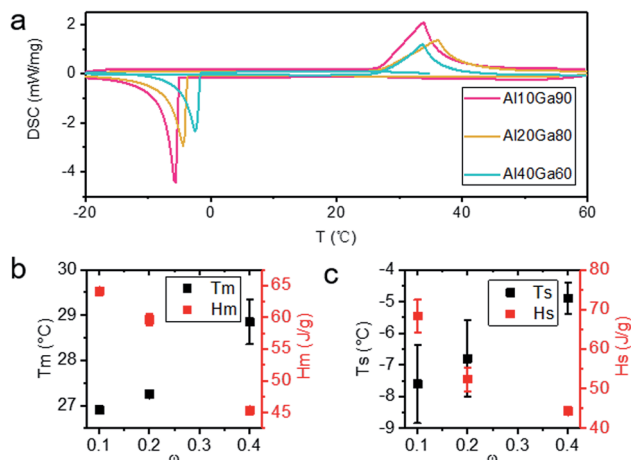 a
DSC (mW/mg)
2
0
-2
-4
Al10Ga90
Al20Ga80
Al40Ga60
-20 0 20 40 60
T (℃)
b
Tm (°C)
30
29
28
27
Tm
Hm
65
60
55
50
45
Hm (J/g)
0.1 0.2 0.3 0.4
c
Ts (°C)
-4
-5
-6
-7
-8
-9
Ts
Hs
80
70
60
50
40
Hs (J/g)
0.1 0.2 0.3 0.4